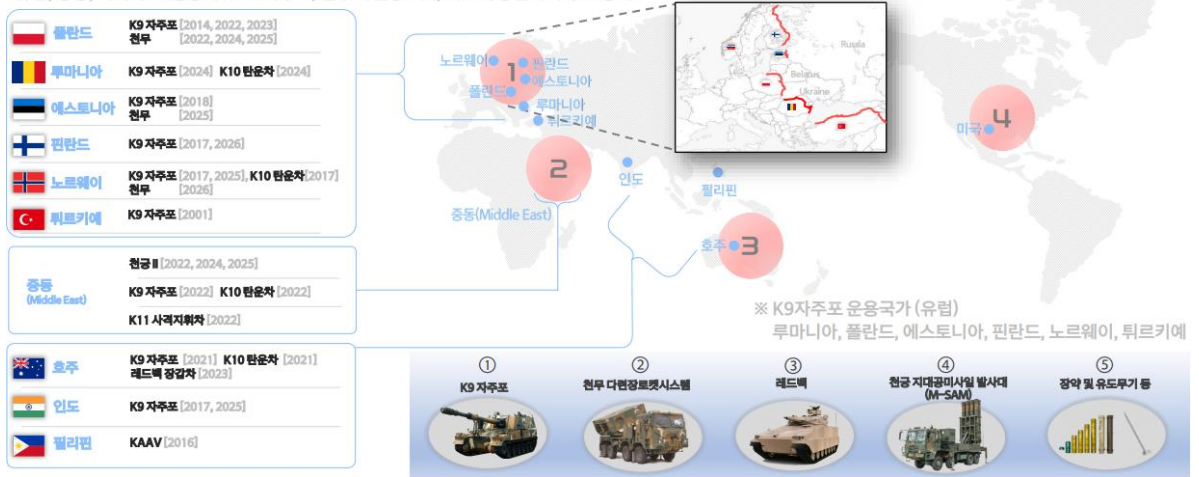 폴란드
K9 자주포 [2014, 2022, 2023]
천무 [2022, 2024, 2025]
루마니아
K9 자주포 [2024] K10 탄운차 [2024]
에스토니아
K9 자주포 [2018]
천무 [2025]
핀란드
K9 자주포 [2017, 2026]
노르웨이
K9 자주포 [2017, 2025], K10 탄운차[2017]
천무 [2026]
튀르키예
K9 자주포 [2001]
중동
(Middle East)
천궁 II [2022, 2024, 2025]
K9 자주포 [2022] K10 탄운차 [2022]
K11 사격지휘차 [2022]
호주
K9 자주포 [2021] K10 탄운차 [2021]
레드백 장갑차 [2023]
인도
K9 자주포 [2017, 2025]
필리핀
KAAV [2016]
노르웨이
1
핀란드
에스토니아
폴란드
루마니아
튀르키예
Russia
Belarus
Ukraine
2
중동(Middle East)
인도
필리핀
호주
3
미국
4
※ K9자주포 운용국가 (유럽)
루마니아, 폴란드, 에스토니아, 핀란드, 노르웨이, 튀르키예
①
K9 자주포
②
천무 다련장로켓시스템
③
레드백
④
천궁 지대공미사일 발사대
(M-SAM)
⑤
장약 및 유도무기 등